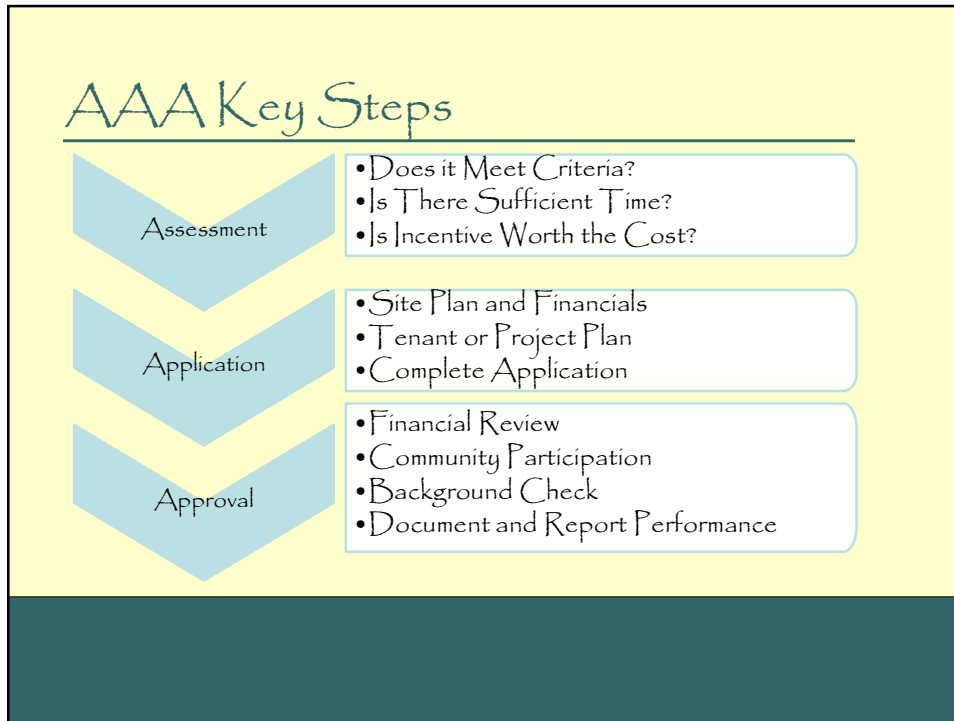 AAA Key Steps
Assessment
•Does it Meet Criteria?
•Is There Sufficient Time?
•Is Incentive Worth the Cost?
Application
•Site Plan and Financials
•Tenant or Project Plan
•Complete Application
Approval
•Financial Review
•Community Participation
•Background Check
•Document and Report Performance